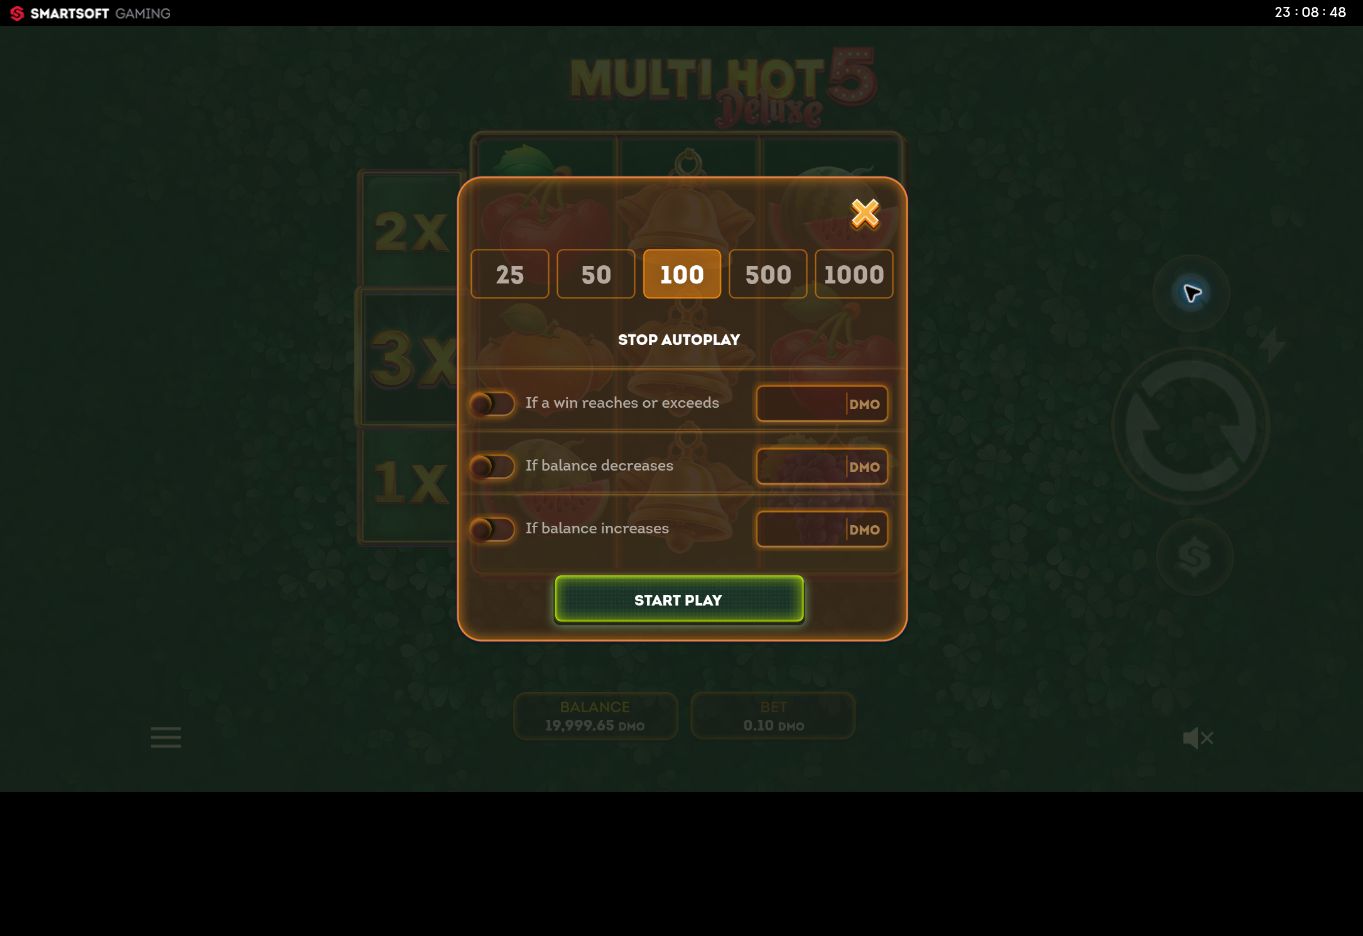 SMARTSOFT GAMING
23 : 08 : 48
MULTI HOT 5
Deluxe
2X
3X
1X
25 50 100 500 1000
STOP AUTOPLAY
If a win reaches or exceeds DMO
If balance decreases DMO
If balance increases DMO
START PLAY
BALANCE
19,999.65 DMO
BET
0.10 DMO